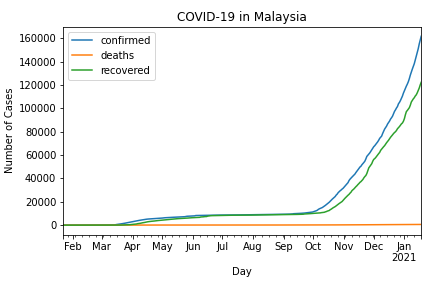 COVID-19 in Malaysia
confirmed
deaths
recovered
160000
140000
120000
100000
80000
60000
40000
20000
0
Number of Cases
Feb Mar Apr May Jun Jul Aug Sep Oct Nov Dec Jan
2021
Day